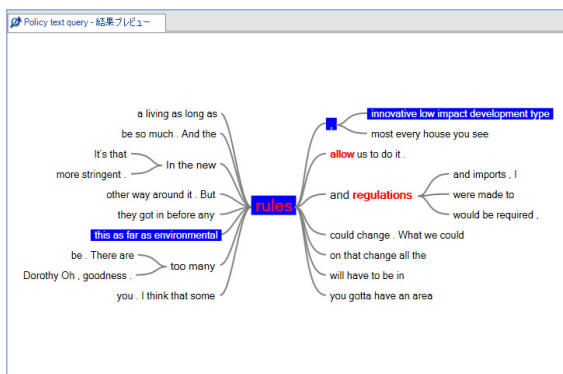 Policy text query - 結果プレビュー
a living as long as
be so much . And the
It's that
more stringent .
In the new
other way around it . But
they got in before any
this as far as environmental
be . There are
Dorothy Oh , goodness .
too many
you . I think that some
rules
,
innovative low impact development type
most every house you see
allow us to do it .
and regulations
and imports , I
were made to
would be required ,
could change . What we could
on that change all the
will have to be in
you gotta have an area